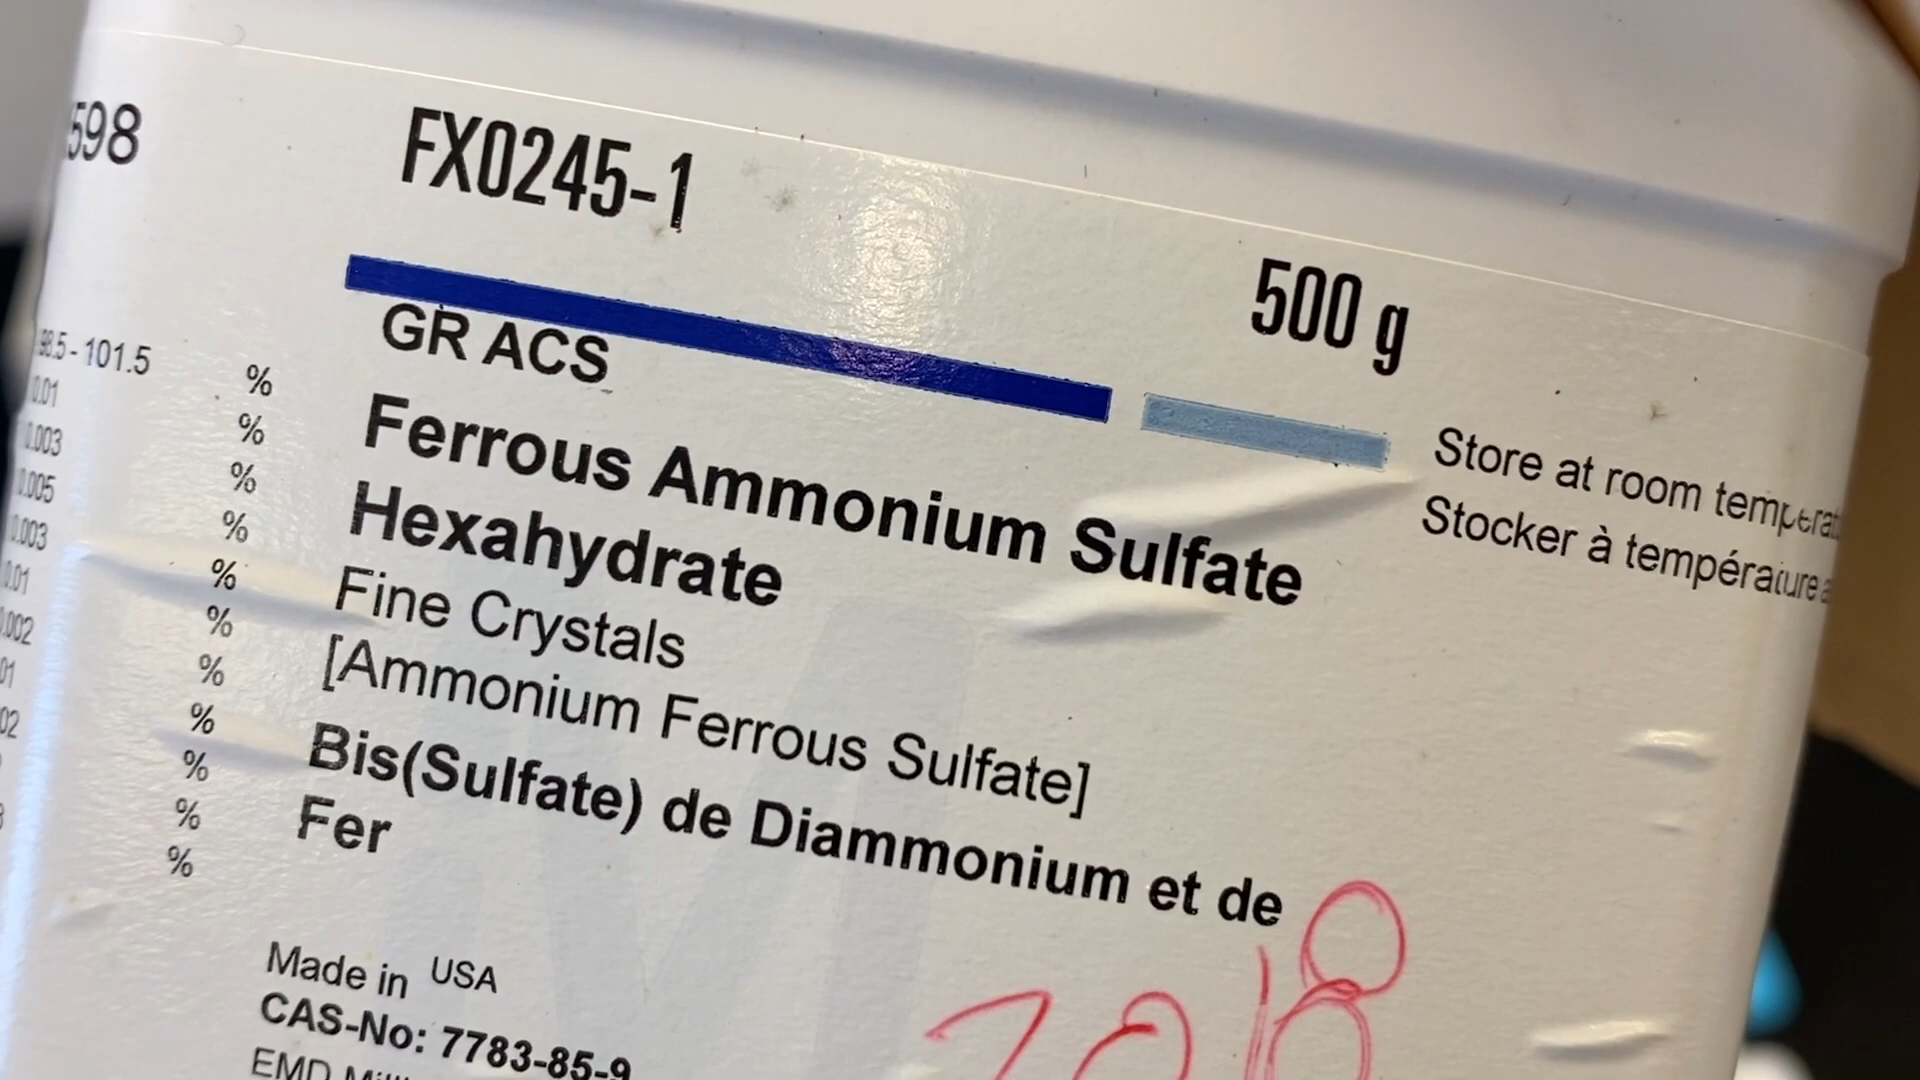 598
FX0245-1
500 g
GR ACS
Ferrous Ammonium Sulfate
Hexahydrate
Fine Crystals
[Ammonium Ferrous Sulfate]
Bis(Sulfate) de Diammonium et de
Fer
Store at room
Stocker à température
98.5 - 101.5 %
0.01 %
0.003 %
0.005 %
0.003 %
0.01 %
0.002 %
01 %
02 %
%
%
%
Made in USA
CAS-No: 7783-85-9
EMD
2018